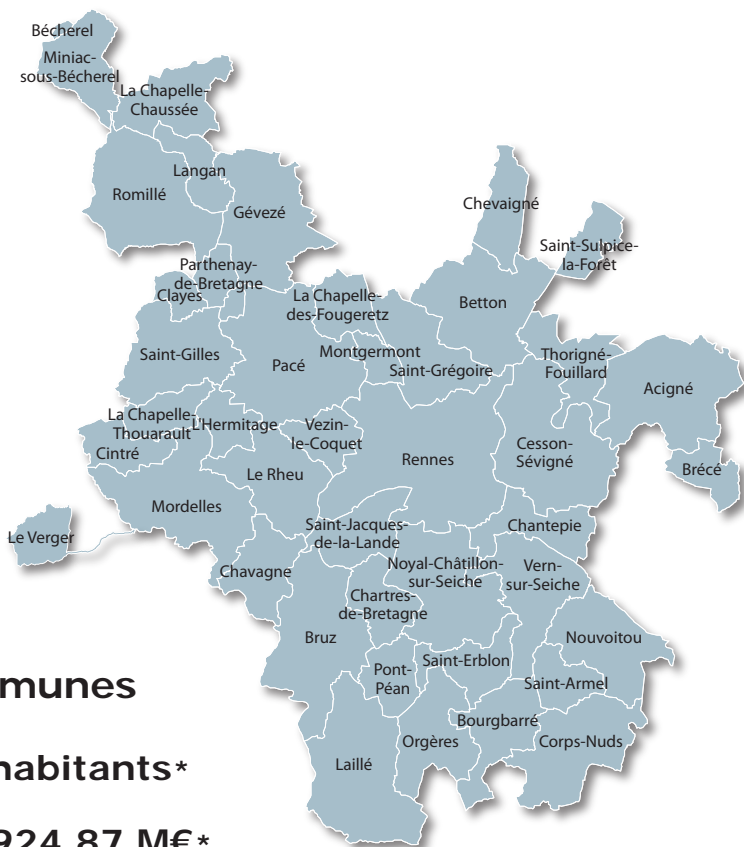 Bécherel
Miniac-
sous-Bécherel
La Chapelle-
Chaussée
Langan
Romillé
Gévezé
Chevaigné
Saint-Sulpice-
la-Forêt
Parthenay-
de-Bretagne
Clayes
La Chapelle-
des-Fougeretz
Betton
Saint-Gilles
Pacé
Montgermont
Saint-Grégoire
Thorigné-
Fouillard
Acigné
La Chapelle-
Thouarault
L'Hermitage
Vezin-
le-Coquet
Cintré
Rennes
Cesson-
Sévigné
Brécé
Le Rheu
Mordelles
Le Verger
Saint-Jacques-
de-la-Lande
Chantepie
Chavagne
Noyal-Châtillon-
sur-Seiche
Vern-
sur-Seiche
Chartres-
de-Bretagne
Bruz
Nouvoitou
Pont-
Péan
Saint-Erblon
Saint-Armel
Bourgbarré
Orgères
Corps-Nuds
Laillé
munes
habitants*
924,87 M€*